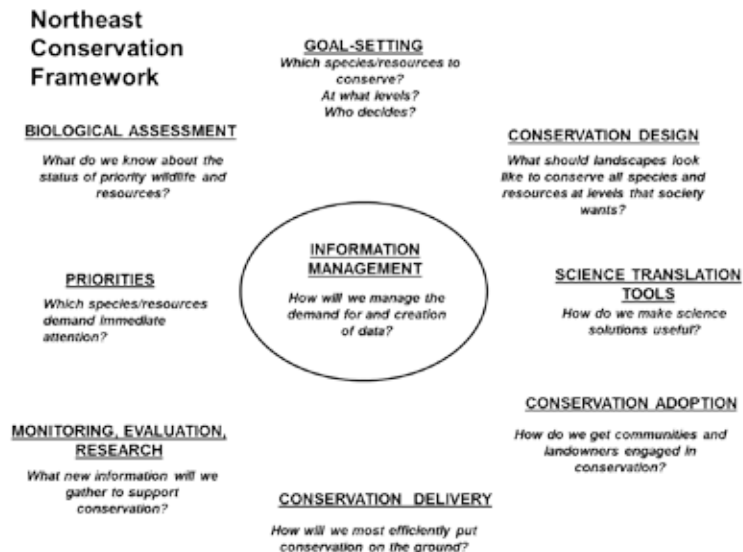 Northeast
Conservation
Framework
GOAL-SETTING
Which species/resources to
conserve?
At what levels?
Who decides?
BIOLOGICAL ASSESSMENT
What do we know about the
status of priority wildlife and
resources?
CONSERVATION DESIGN
What should landscapes look
like to conserve all species and
resources at levels that society
wants?
INFORMATION
MANAGEMENT
How will we manage the
demand for and creation
of data?
PRIORITIES
Which species/resources
demand immediate
attention?
SCIENCE TRANSLATION
TOOLS
How do we make science
solutions useful?
CONSERVATION ADOPTION
How do we get communities and
landowners engaged in
conservation?
MONITORING, EVALUATION,
RESEARCH
What new information will we
gather to support
conservation?
CONSERVATION DELIVERY
How will we most efficiently put
conservation on the ground?